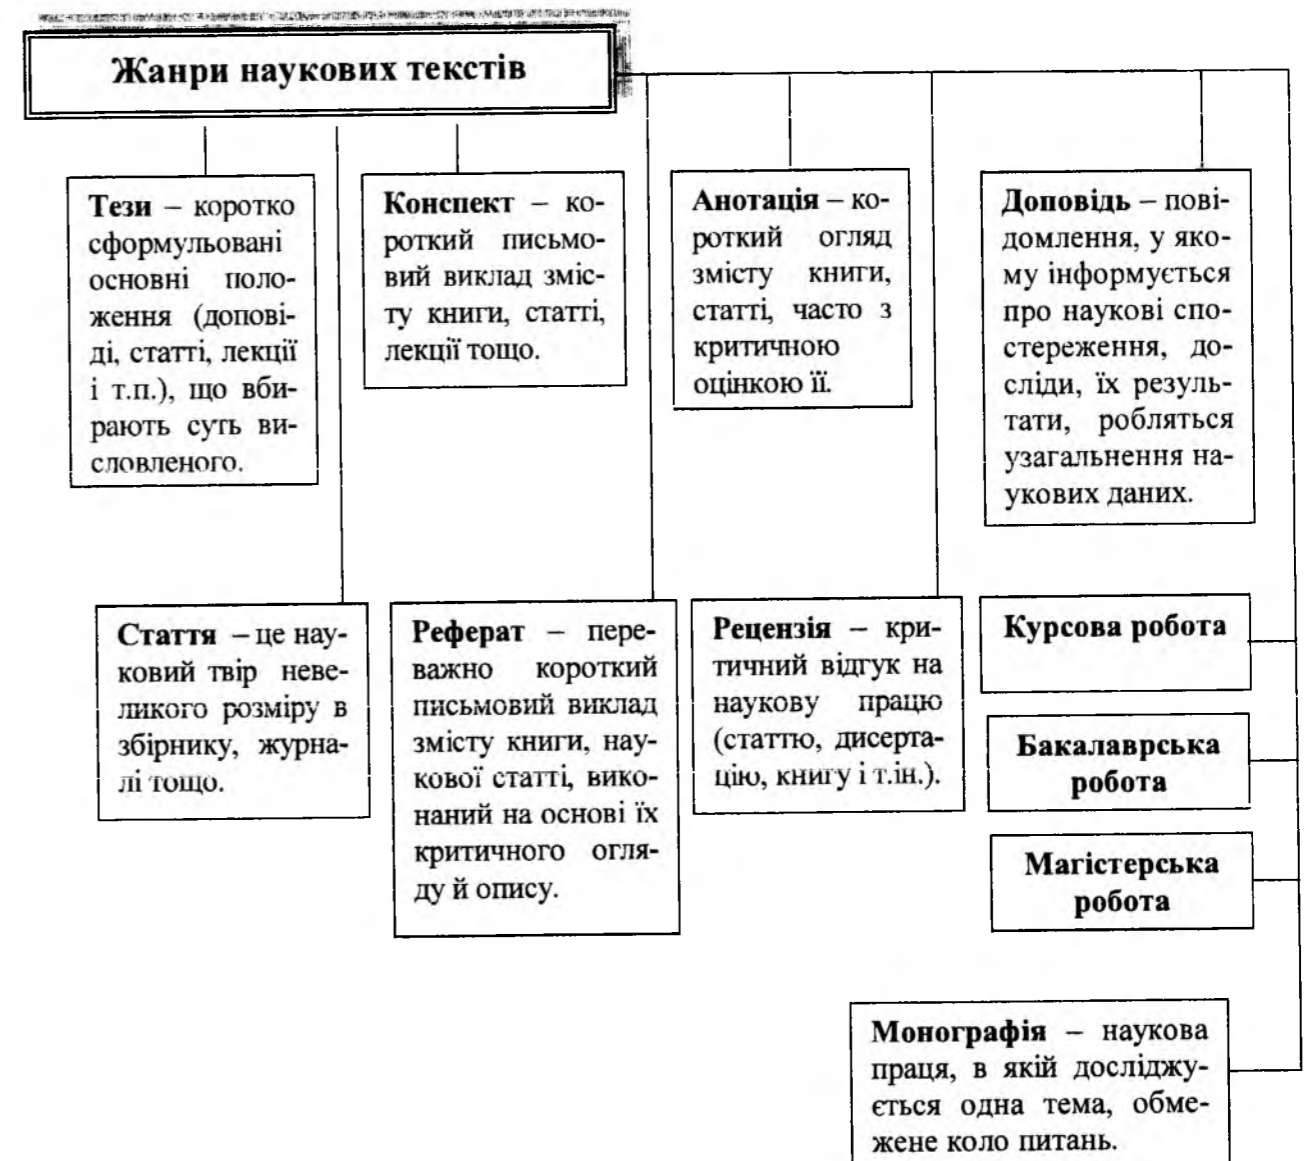 Жанри наукових текстів
Тези – коротко
сформульовані
основні поло-
ження (допові-
ді, статті, лекції
і т.п.), що вби-
рають суть ви-
словленого.
Конспект – ко-
роткий письмо-
вий виклад зміс-
ту книги, статті,
лекції тощо.
Анотація – ко-
роткий огляд
змісту книги,
статті, часто з
критичною
оцінкою її.
Доповідь – пові-
домлення, у яко-
му інформується
про наукові спо-
стереження, до-
сліди, їх резуль-
тати, робляться
узагальнення на-
укових даних.
Стаття – це нау-
ковий твір неве-
ликого розміру в
збірнику, журна-
лі тощо.
Реферат – пере-
важно короткий
письмовий виклад
змісту книги, нау-
кової статті, вико-
наний на основі їх
критичного огля-
ду й опису.
Рецензія – кри-
тичний відгук на
наукову працю
(статтю, дисерта-
цію, книгу і т.ін.).
Курсова робота
Бакалаврська
робота
Магістерська
робота
Монографія – наукова
праця, в якій досліджу-
ється одна тема, обме-
жене коло питань.